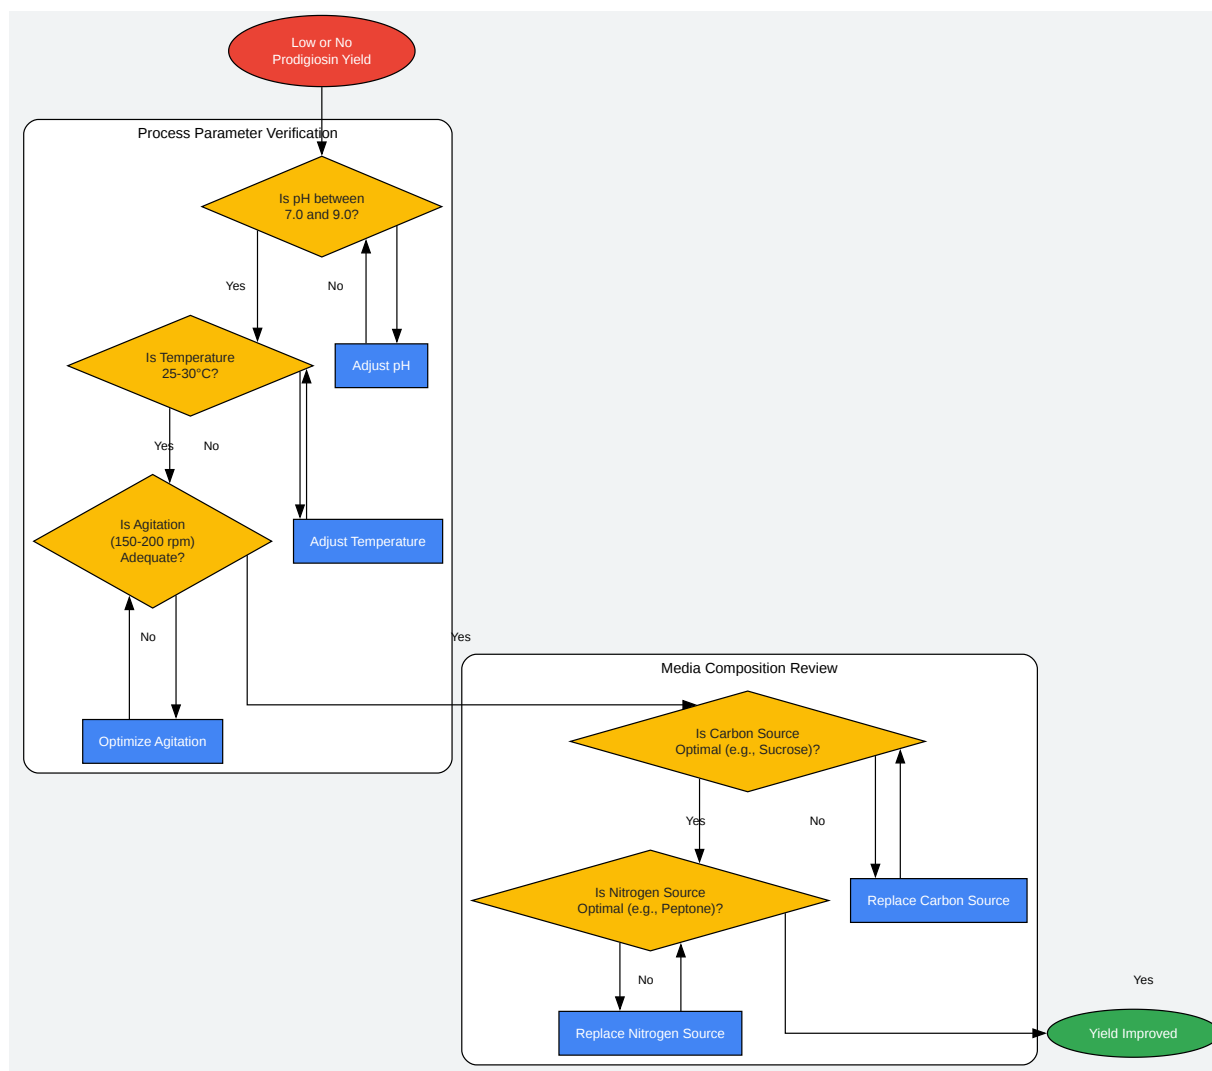 Low or No
Prodigiosin Yield
Process Parameter Verification
Is pH between
7.0 and 9.0?
Yes
No
Is Temperature
25-30°C?
Adjust pH
Yes
No
Is Agitation
(150-200 rpm)
Adequate?
Adjust Temperature
No
Yes
Media Composition Review
Optimize Agitation
Is Carbon Source
Optimal (e.g., Sucrose)?
Yes
No
Is Nitrogen Source
Optimal (e.g., Peptone)?
Replace Carbon Source
No
Yes
Replace Nitrogen Source
Yield Improved